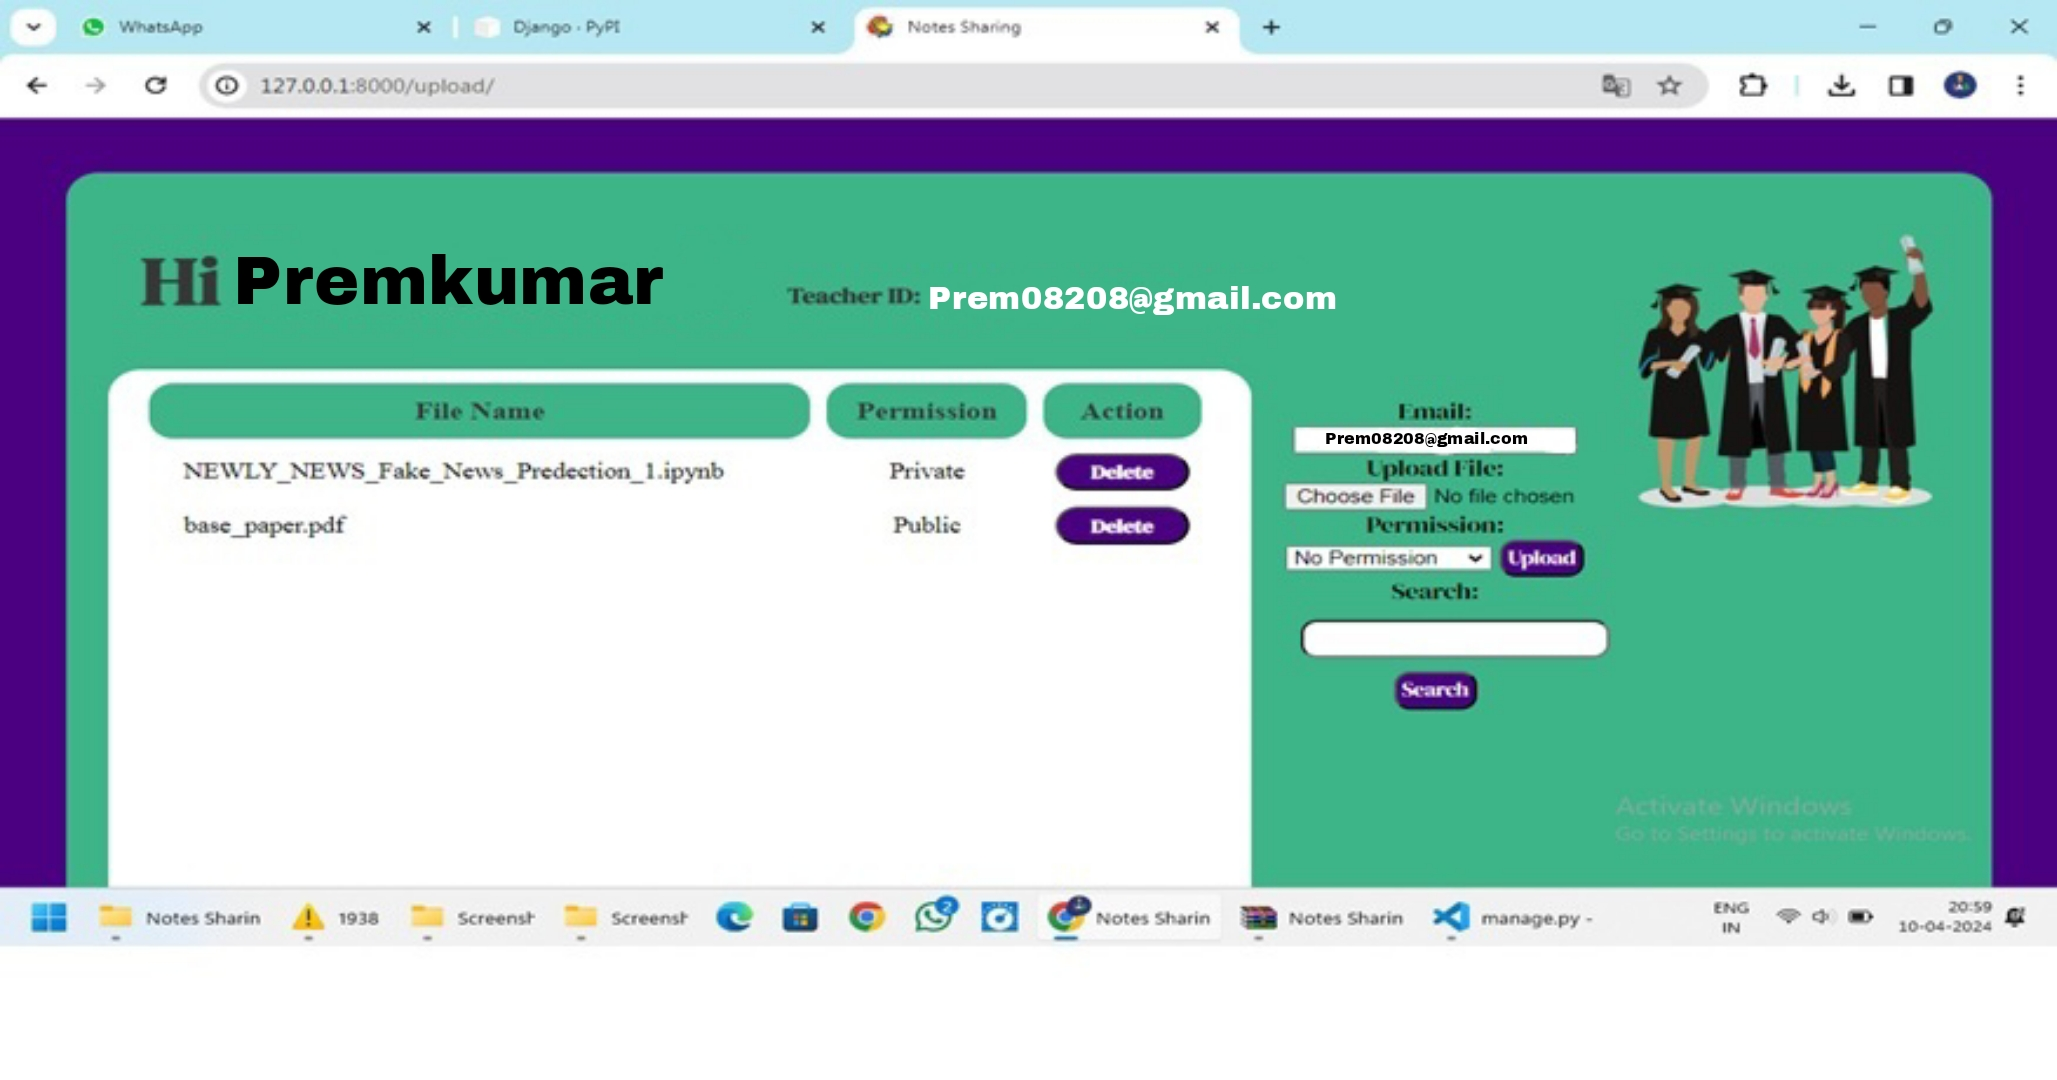 WhatsApp
Django · PyPI
Notes Sharing
127.0.0.1:8000/upload/
Hi Premkumar
Teacher ID: Prem08208@gmail.com
File Name Permission Action
NEWLY_NEWS_Fake_News_Predection_1.ipynb Private Delete
base_paper.pdf Public Delete
Email:
Prem08208@gmail.com
Upload File:
Choose File No file chosen
Permission:
No Permission Upload
Search:
Search
Activate Windows
Go to Settings to activate Windows.
Notes Sharin 1938 Screensh Screensh 2 Notes Sharin Notes Sharin manage.py - ENG 20:59
IN 10-04-2024